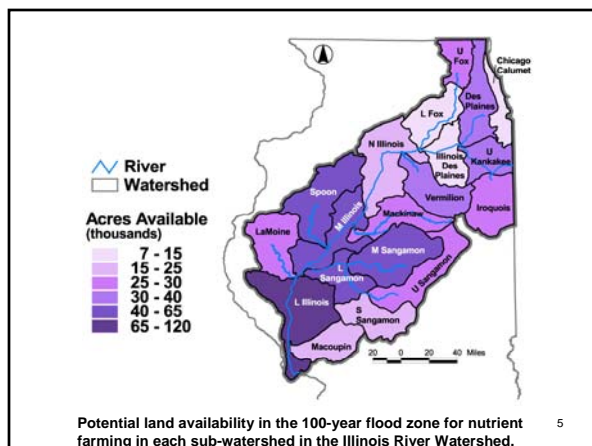 U
Fox
Chicago
Calumet
Des
Plaines
L Fox
N Illinois
Illinois
Des
Plaines
U
Kankakee
River
Watershed
Spoon
M Illinois
Vermilion
Iroquois
Mackinaw
Acres Available
(thousands)
LaMoine
M Sangamon
L
Sangamon
U Sangamon
7 - 15
15 - 25
25 - 30
30 - 40
40 - 65
65 - 120
L Illinois
S
Sangamon
Macoupin
20 0 20 40 Miles
Potential land availability in the 100-year flood zone for nutrient
farming in each sub-watershed in the Illinois River Watershed.
5